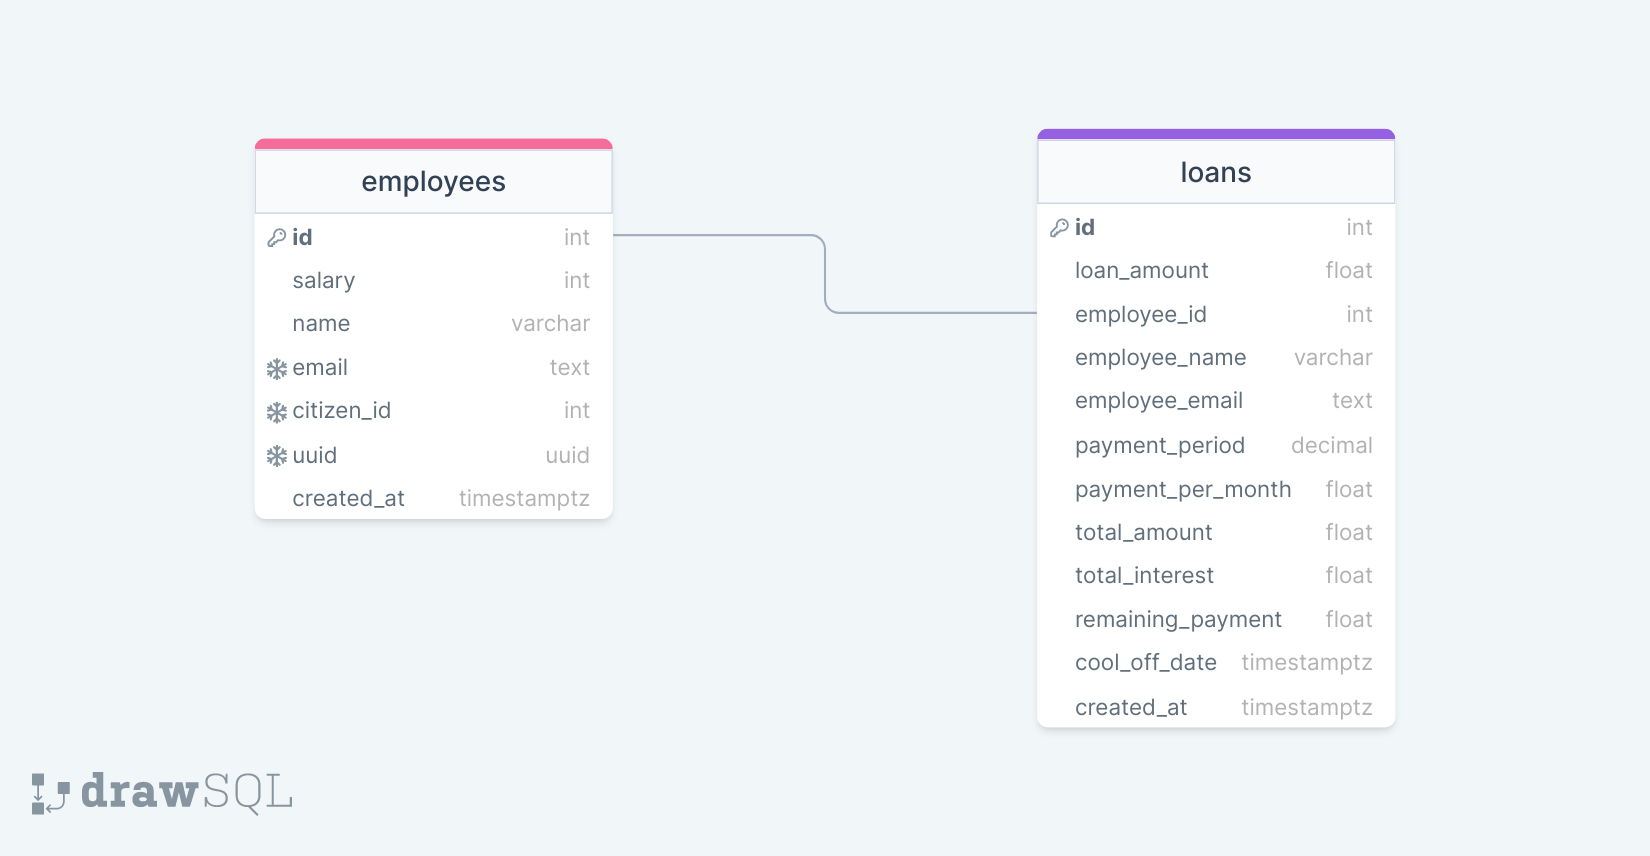 employees
id int
salary int
name varchar
email text
citizen_id int
uuid uuid
created_at timestamptz
loans
id int
loan_amount float
employee_id int
employee_name varchar
employee_email text
payment_period decimal
payment_per_month float
total_amount float
total_interest float
remaining_payment float
cool_off_date timestamptz
created_at timestamptz
drawSQL